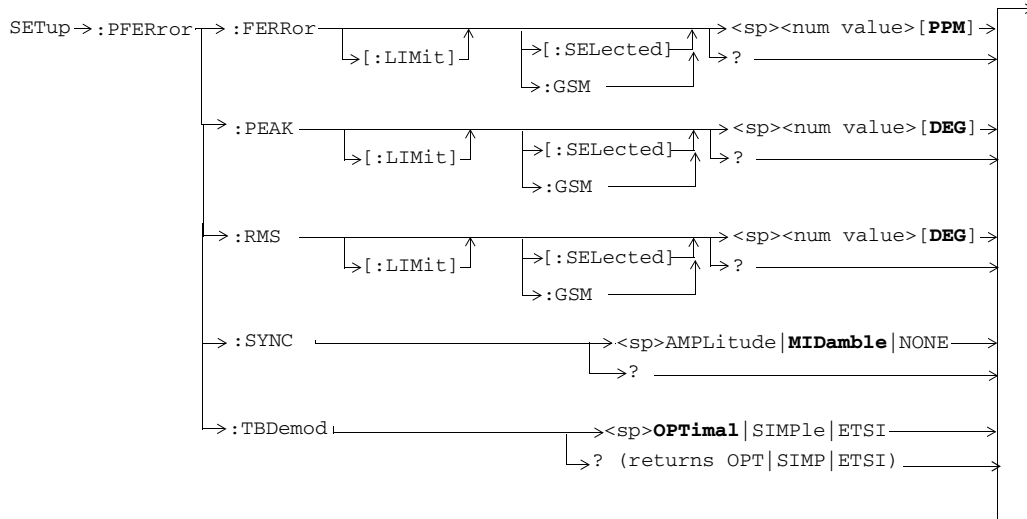 SETup :PFERror :FERRor <sp><num value>[PPM]
[:LIMit] [:SELected] ?
:GSM
:PEAK <sp><num value>[DEG]
[:LIMit] [:SELected] ?
:GSM
:RMS <sp><num value>[DEG]
[:LIMit] [:SELected] ?
:GSM
:SYNC <sp>AMPLitude|MIDamble|NONE
?
:TBDemod <sp>OPTimal|SIMPle|ETSI
? (returns OPT|SIMP|ETSI)